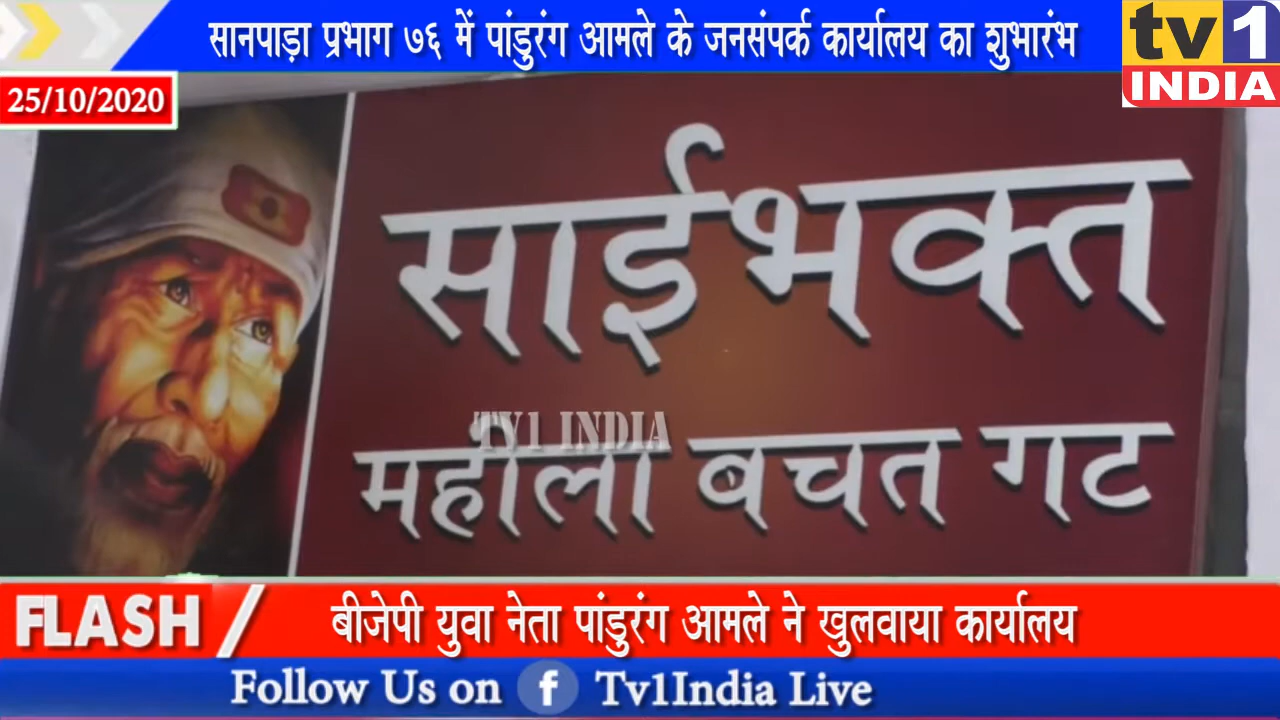 सानपाड़ा प्रभाग ७६ में पांडुरंग आमले के जनसंपर्क कार्यालय का शुभारंभ
tv1
INDIA
25/10/2020
साईभक्त
TV1 INDIA
महीला बचत गट
FLASH/
बीजेपी युवा नेता पांडुरंग आमले ने खुलवाया कार्यालय
Follow Us on f Tv1India Live